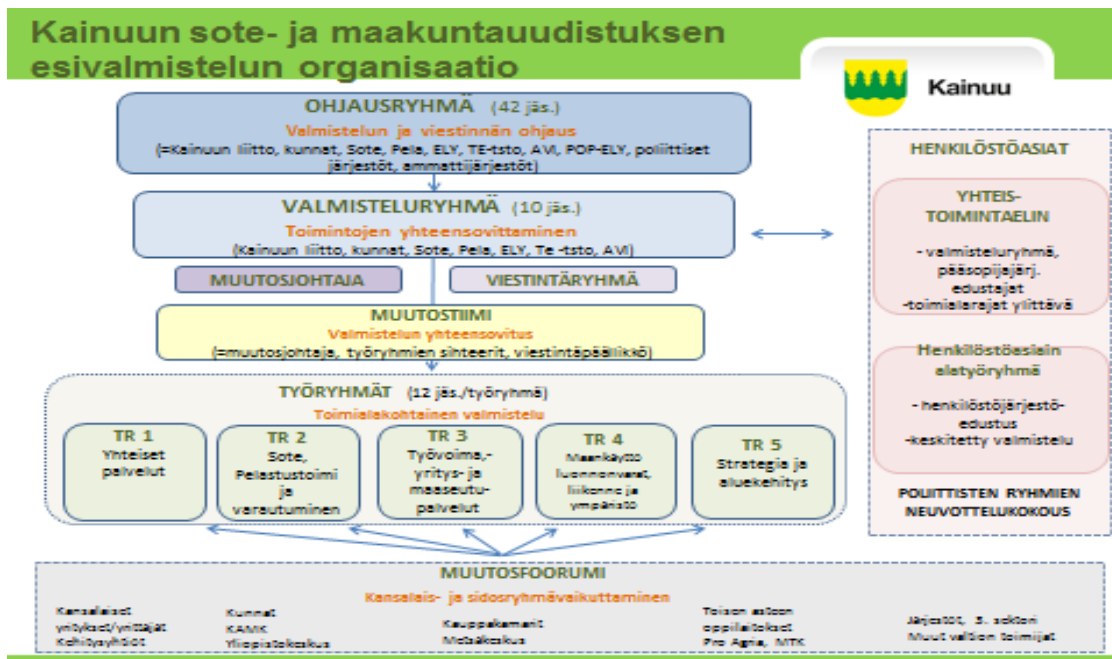 Kainuun sote- ja maakuntauudistuksen
esivalmistelun organisaatio
Kainuu
OHJAUSRYHMÄ (42 jäs.)
Valmistelun ja viestinnän ohjaus
(=Kainuun liitto, kunnat, Sote, Pela, ELY, TE-tsto, AVI, POP-ELY, poliittiset
järjestöt, ammattijärjestöt)
VALMISTELURYHMÄ (10 jäs.)
Toimintojen yhteensovittaminen
(Kainuun liitto, kunnat, Sote, Pela, ELY, Te -tsto, AVI)
MUUTOSJOHTAJA
VIESTINTÄRYHMÄ
MUUTOSTIIMI
Valmistelun yhteensovitus
(=muutosjohtaja, työryhmien sihteerit, viestintäpäällikkö)
TYÖRYHMÄT (12 jäs./työryhmä)
Toimialakohtainen valmistelu
TR 1
Yhteiset
palvelut
TR 2
Sote,
Pelastustoimi
ja
varautuminen
TR 3
Työvoima,-
yritys- ja
maaseutu-
palvelut
TR 4
Maankäyttö
luonnonvarat,
liikenne ja
ympäristö
TR 5
Strategia ja
aluekehitys
HENKILÖSTÖASIAT
YHTEIS-
TOIMINTAELIN
- valmisteluryhmä,
pääsopijajärj.
edustajat
-toimialarajat ylittävä
Henkilöstöasiain
alatyöryhmä
- henkilöstöjärjestö-
edustus
-keskitetty valmistelu
POLIITTISTEN RYHMIEN
NEUVOTTELUKOKOUS
MUUTOSFOORUMI
Kansalais- ja sidosryhmävaikuttaminen
Kansalaiset
yritykset/yrittäjät
Kehitysyhtiöt
Kunnat
KAMK
Yliopistokeskus
Kauppakamarit
Metsäkeskus
Toisen asteen
oppilaitokset
Pro Agria, MTK
Järjestöt, 3. sektori
Muut valtion toimijat